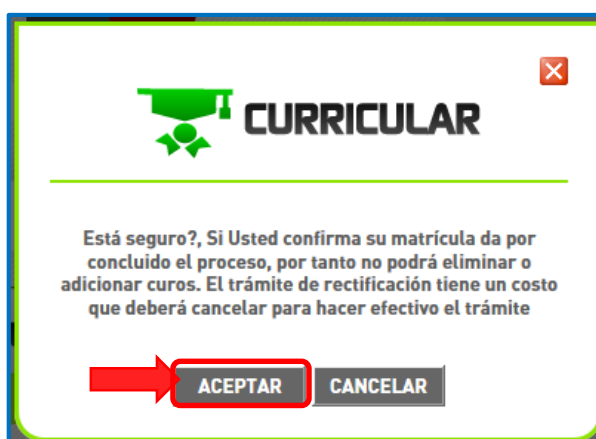 CURRICULAR
Está seguro?, Si Usted confirma su matrícula da por
concluido el proceso, por tanto no podrá eliminar o
adicionar curos. El trámite de rectificación tiene un costo
que deberá cancelar para hacer efectivo el trámite
ACEPTAR CANCELAR